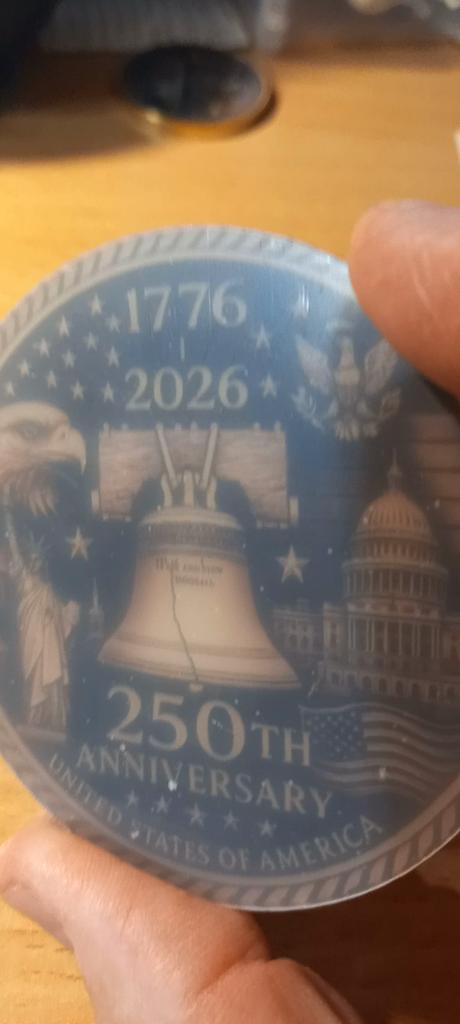 1776
2026
250TH
ANNIVERSARY
UNITED STATES OF AMERICA